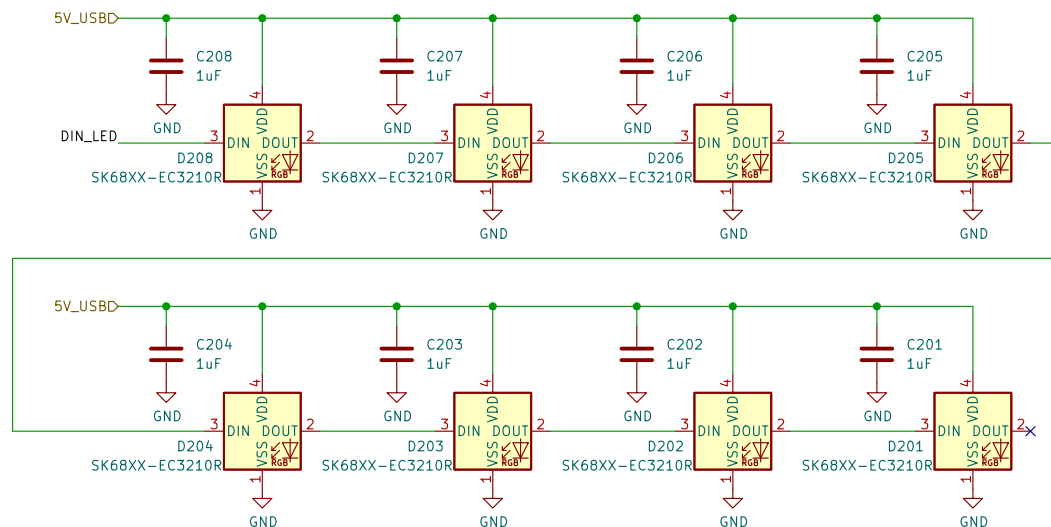 5V_USB
C208
1uF
C207
1uF
C206
1uF
C205
1uF
GND
GND
GND
GND
4
4
4
4
DIN_LED
3 DIN VDD DOUT 2
3 DIN VDD DOUT 2
3 DIN VDD DOUT 2
3 DIN VDD DOUT 2
D208
SK68XX-EC3210R
VSS
RGB
D207
SK68XX-EC3210R
VSS
RGB
D206
SK68XX-EC3210R
VSS
RGB
D205
SK68XX-EC3210R
VSS
RGB
1
1
1
1
GND
GND
GND
GND
5V_USB
C204
1uF
C203
1uF
C202
1uF
C201
1uF
GND
GND
GND
GND
4
4
4
4
3 DIN VDD DOUT 2
3 DIN VDD DOUT 2
3 DIN VDD DOUT 2
3 DIN VDD DOUT 2
D204
SK68XX-EC3210R
VSS
RGB
D203
SK68XX-EC3210R
VSS
RGB
D202
SK68XX-EC3210R
VSS
RGB
D201
SK68XX-EC3210R
VSS
RGB
1
1
1
1
GND
GND
GND
GND